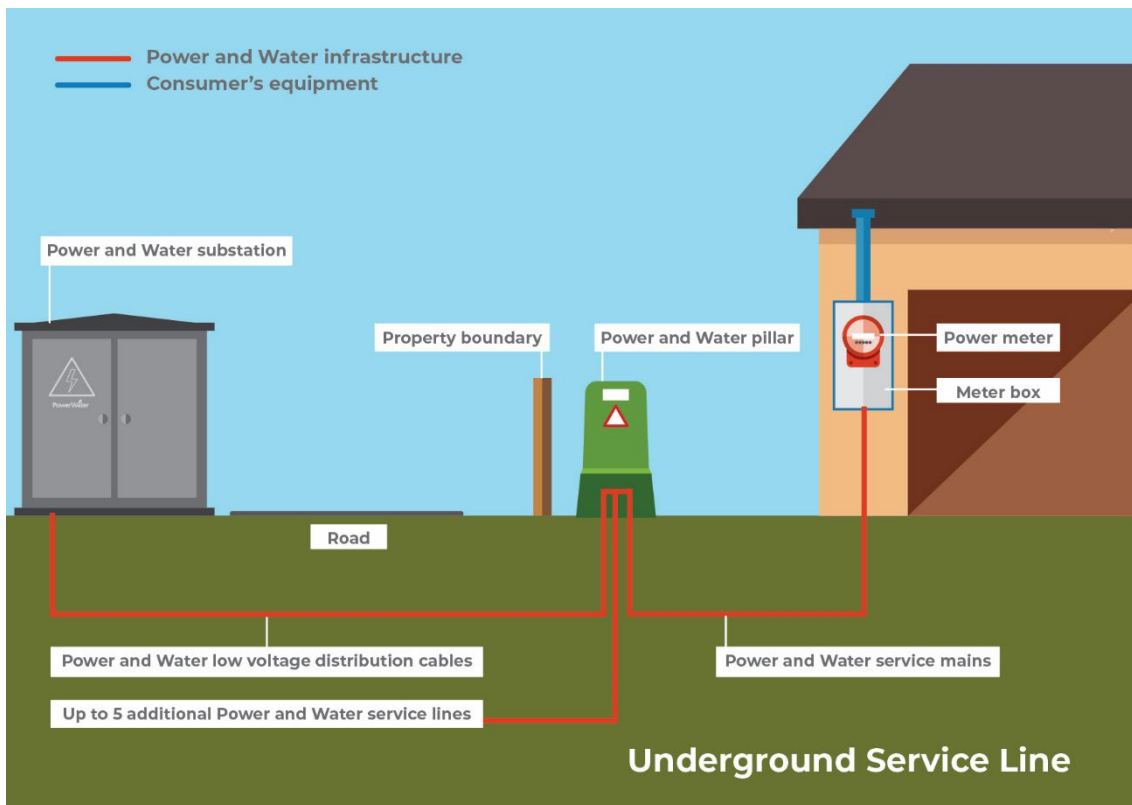 Power and Water infrastructure
Consumer's equipment
Power and Water substation
PowerWater
Property boundary
Power and Water pillar
Power meter
Meter box
Road
Power and Water low voltage distribution cables
Power and Water service mains
Up to 5 additional Power and Water service lines
Underground Service Line